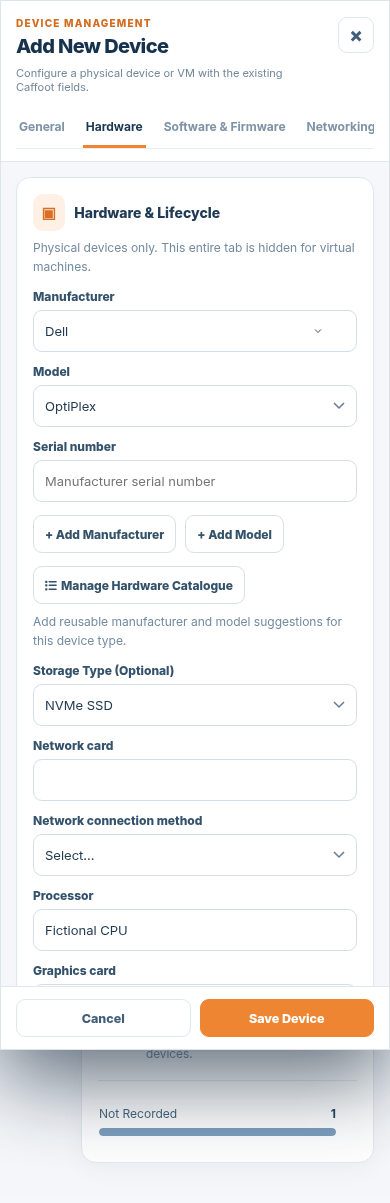 DEVICE MANAGEMENT
Add New Device
Configure a physical device or VM with the existing
Caffoot fields.
General Hardware Software & Firmware Networking
Hardware & Lifecycle
Physical devices only. This entire tab is hidden for virtual
machines.
Manufacturer
Dell
Model
OptiPlex
Serial number
Manufacturer serial number
+ Add Manufacturer + Add Model
Manage Hardware Catalogue
Add reusable manufacturer and model suggestions for
this device type.
Storage Type (Optional)
NVMe SSD
Network card
Network connection method
Select...
Processor
Fictional CPU
Graphics card
Cancel Save Device
devices.
Not Recorded 1